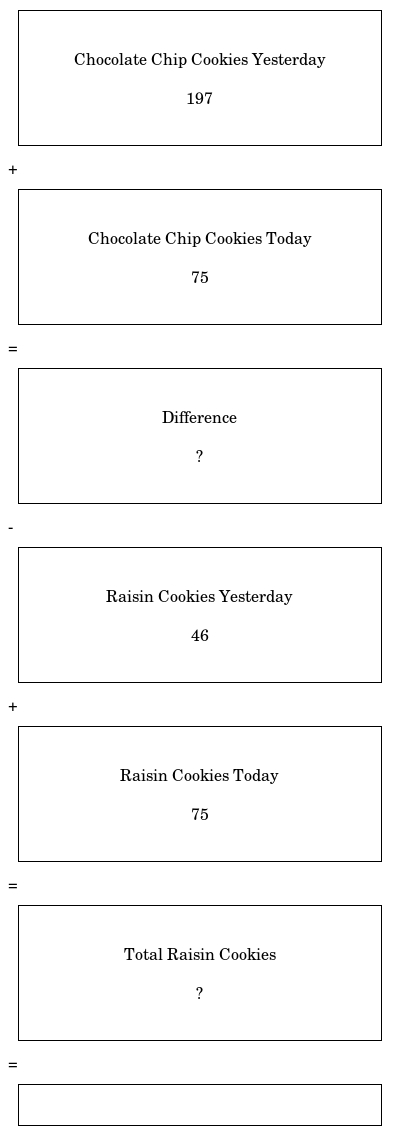 Chocolate Chip Cookies Yesterday
197
+
Chocolate Chip Cookies Today
75
=
Difference
?
-
Raisin Cookies Yesterday
46
+
Raisin Cookies Today
75
=
Total Raisin Cookies
?
=